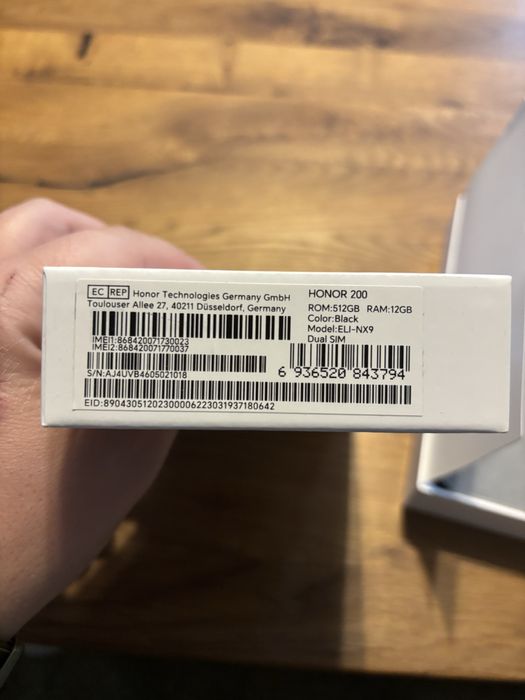 EC REP Honor Technologies Germany GmbH
Toulouser Allee 27, 40211 Düsseldorf, Germany
IMEI1:868420071730023
IMEI2:868420071770037
S/N:AJ4UVB4605021018
EID:89043051202300006223031937180642
HONOR 200
ROM:512GB RAM:12GB
Color:Black
Model:ELI-NX9
Dual SIM
6 936520 843794